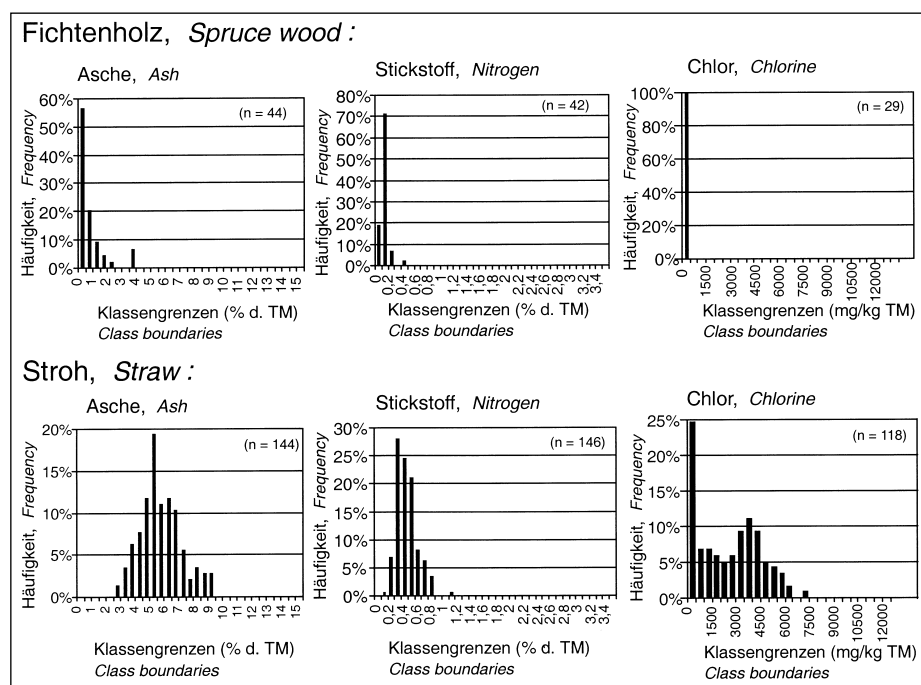 Fichtenholz, Spruce wood :
Asche, Ash
60%
50%
40%
30%
20%
10%
0%
(n = 44)
Häufigkeit, Frequency
0 1 2 3 4 5 6 7 8 9 10 11 12 13 14 15
Klassengrenzen (% d. TM)
Class boundaries
Stickstoff, Nitrogen
80%
70%
60%
50%
40%
30%
20%
10%
0%
(n = 42)
Häufigkeit, Frequency
0 0,2 0,4 0,6 0,8 1 1,2 1,4 1,6 1,8 2 2,2 2,4 2,6 2,8 3 3,2 3,4
Klassengrenzen (% d. TM)
Class boundaries
Chlor, Chlorine
100%
80%
60%
40%
20%
0%
(n = 29)
Häufigkeit, Frequency
0 1500 3000 4500 6000 7500 9000 10500 12000
Klassengrenzen (mg/kg TM)
Class boundaries
Stroh, Straw :
Asche, Ash
20%
15%
10%
5%
0%
(n = 144)
Häufigkeit, Frequency
0 1 2 3 4 5 6 7 8 9 10 11 12 13 14 15
Klassengrenzen (% d. TM)
Class boundaries
Stickstoff, Nitrogen
30%
25%
20%
15%
10%
5%
0%
(n = 146)
Häufigkeit, Frequency
0 0,2 0,4 0,6 0,8 1 1,2 1,4 1,6 1,8 2 2,2 2,4 2,6 2,8 3 3,2 3,4
Klassengrenzen (% d. TM)
Class boundaries
Chlor, Chlorine
25%
20%
15%
10%
5%
0%
(n = 118)
Häufigkeit, Frequency
0 1500 3000 4500 6000 7500 9000 10500 12000
Klassengrenzen (mg/kg TM)
Class boundaries